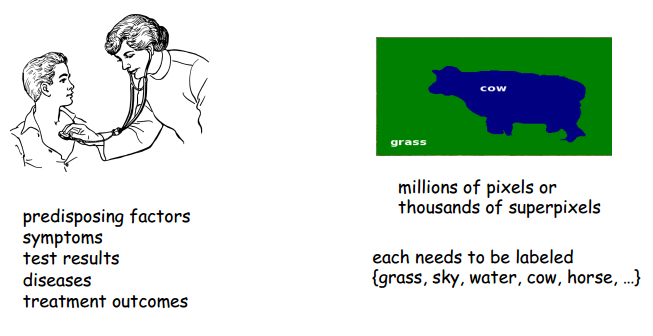 predisposing factors
symptoms
test results
diseases
treatment outcomes
cow
grass
millions of pixels or
thousands of superpixels
each needs to be labeled
{grass, sky, water, cow, horse, ...}